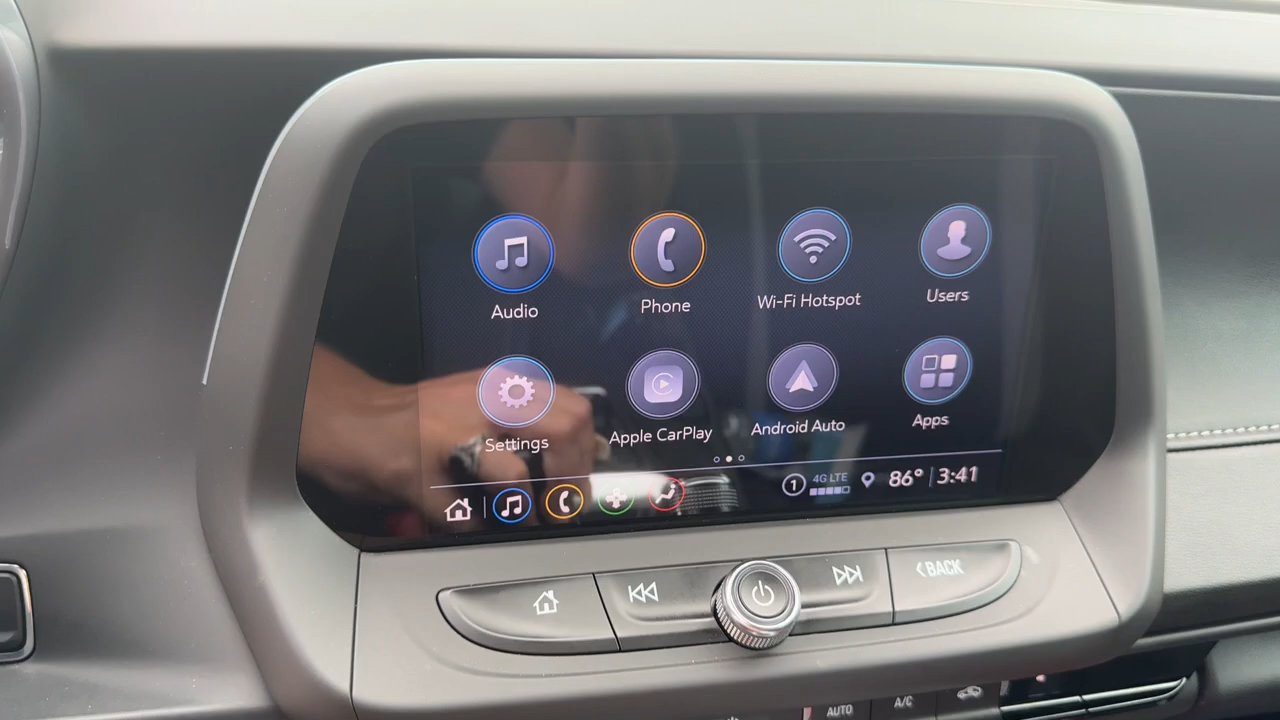 Audio
Phone
Wi-Fi Hotspot
Users
Settings
Apple CarPlay
Android Auto
Apps
1
4G LTE
86° 3:41
BACK
AUTO
A/C